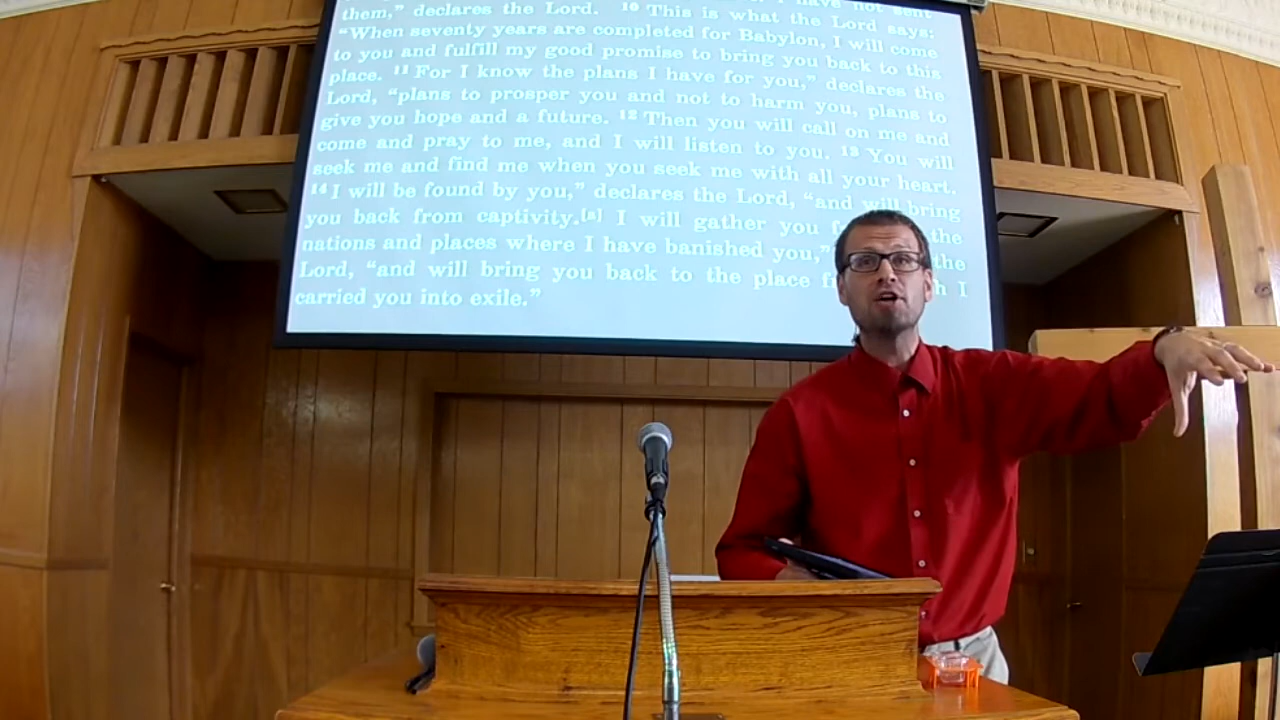 I have not sent
them,” declares the Lord. 10 This is what the Lord says:
“When seventy years are completed for Babylon, I will come
to you and fulfill my good promise to bring you back to this
place. 11 For I know the plans I have for you,” declares the
Lord, “plans to prosper you and not to harm you, plans to
give you hope and a future. 12 Then you will call on me and
come and pray to me, and I will listen to you. 13 You will
seek me and find me when you seek me with all your heart.
14 I will be found by you,” declares the Lord, “and will bring
you back from captivity.[a] I will gather you the
nations and places where I have banished you,” the
Lord, “and will bring you back to the place I
carried you into exile.”